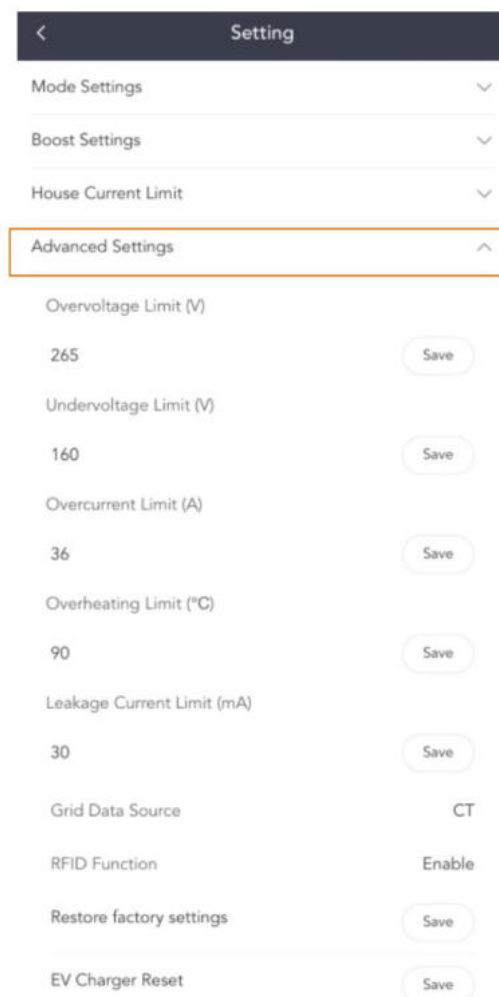 Setting
Mode Settings
Boost Settings
House Current Limit
Advanced Settings
Overvoltage Limit (V)
265 Save
Undervoltage Limit (V)
160 Save
Overcurrent Limit (A)
36 Save
Overheating Limit (°C)
90 Save
Leakage Current Limit (mA)
30 Save
Grid Data Source CT
RFID Function Enable
Restore factory settings Save
EV Charger Reset Save